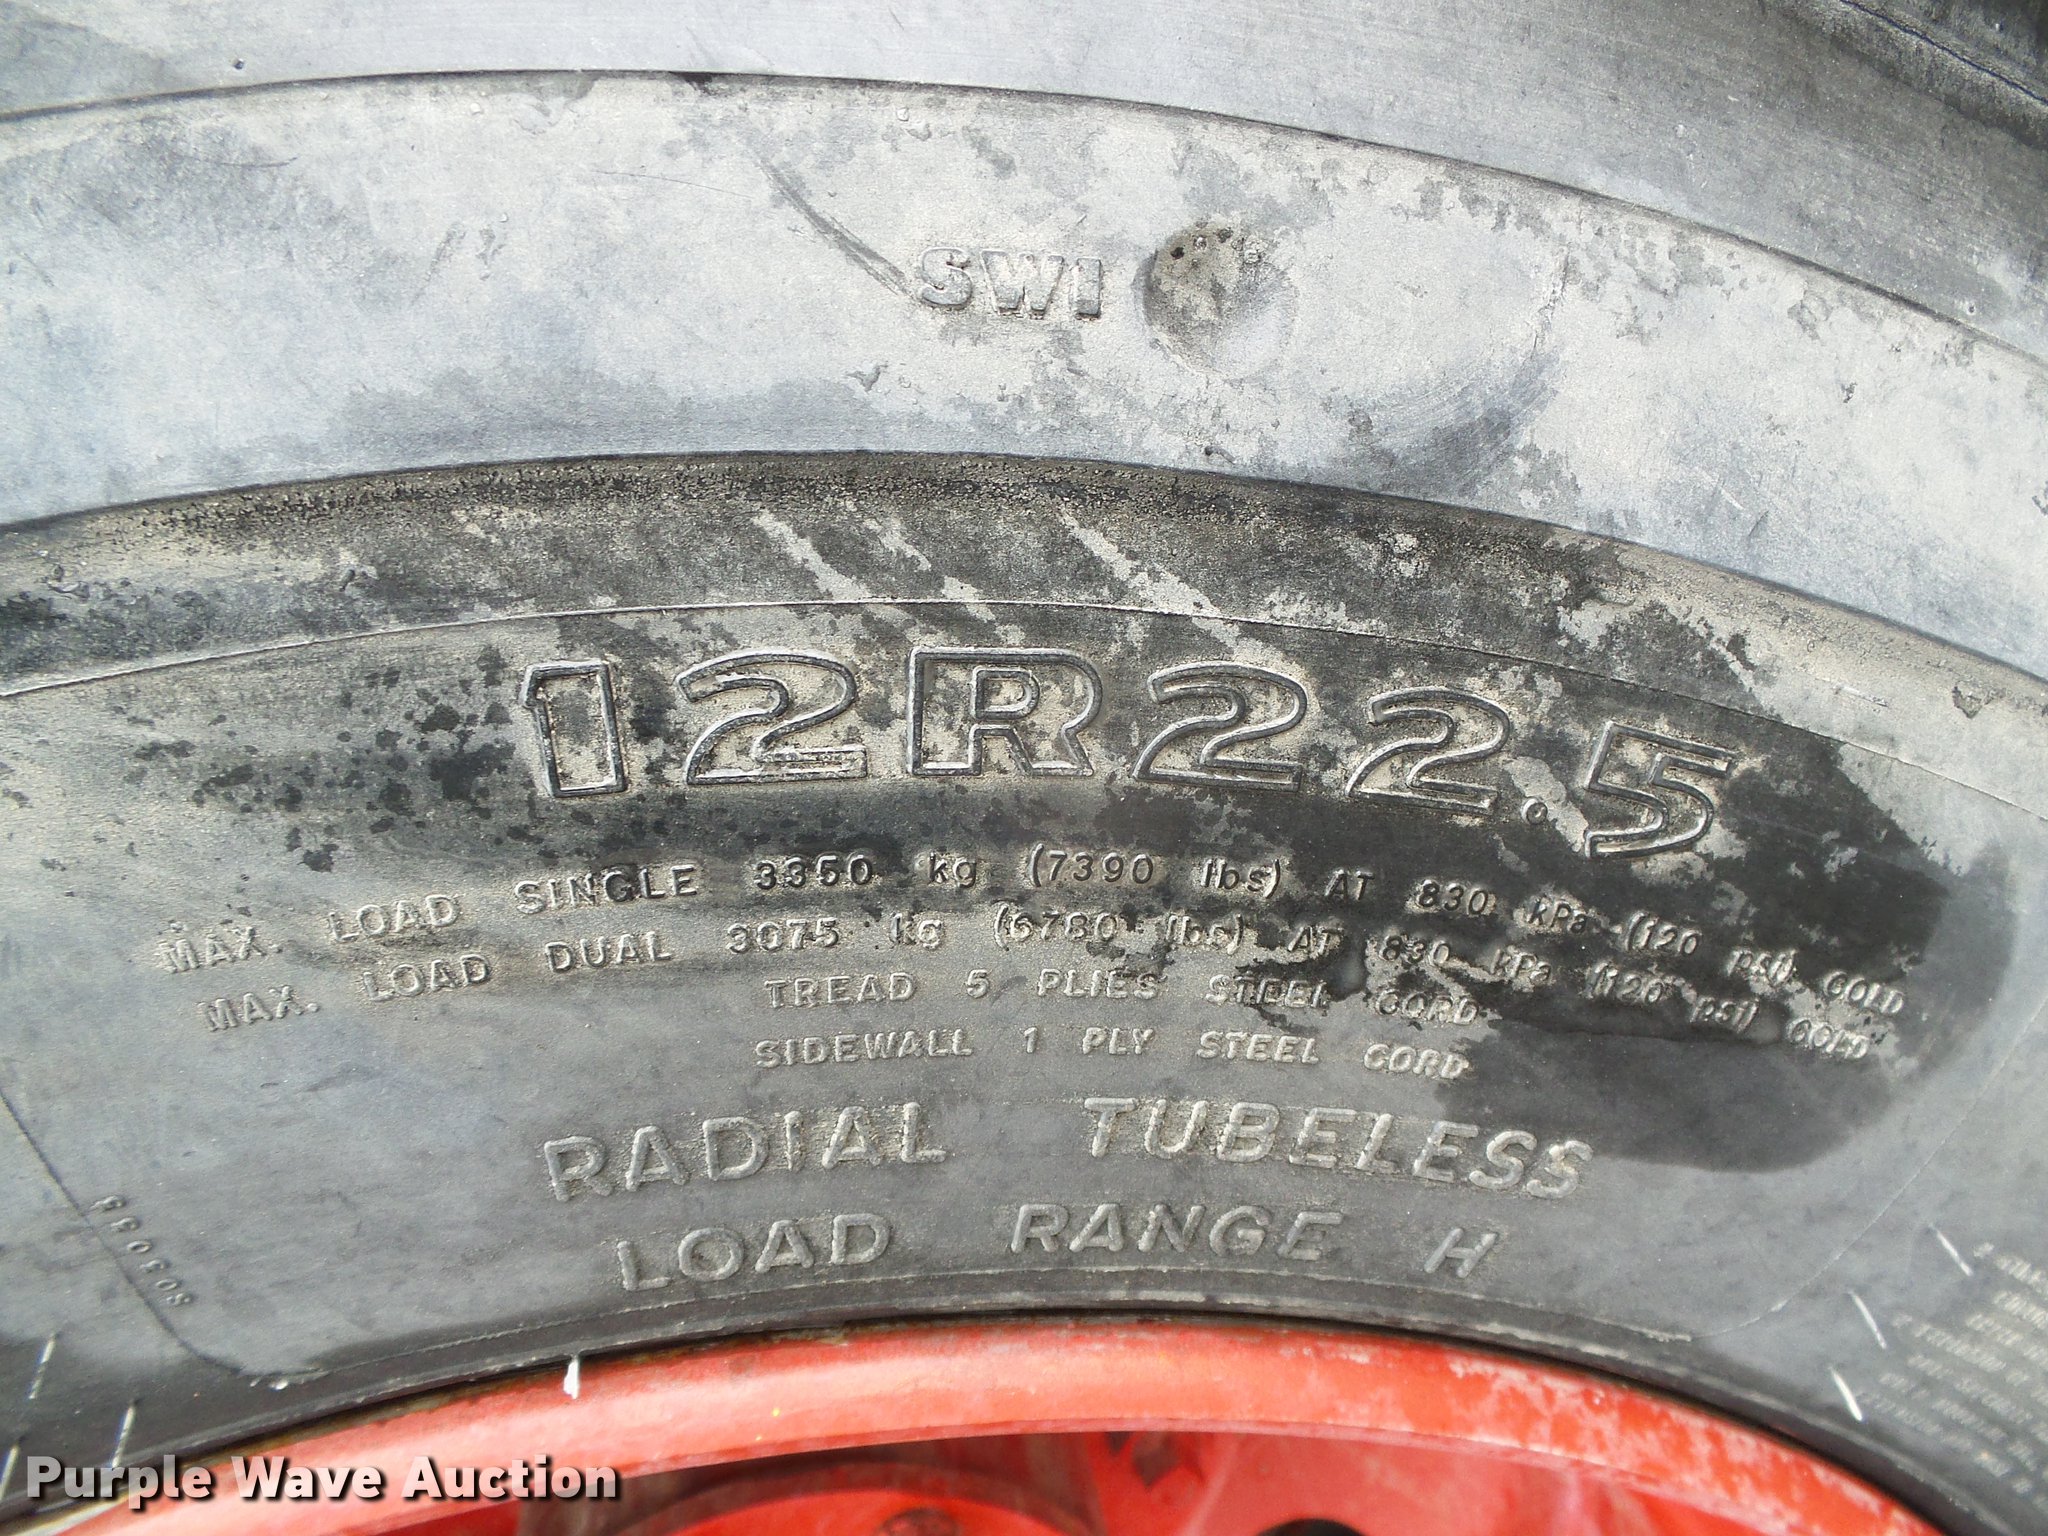 SWI
12R22.5
MAX. LOAD SINGLE 3350 kg (7390 lbs) AT 830 kPa (120 psi) COLD
MAX. LOAD DUAL 3075 kg (6780 lbs) AT 830 kPa (120 psi) COLD
TREAD 5 PLIES STEEL CORD
SIDEWALL 1 PLY STEEL CORD
RADIAL TUBELESS
LOAD RANGE H
Purple Wave Auction